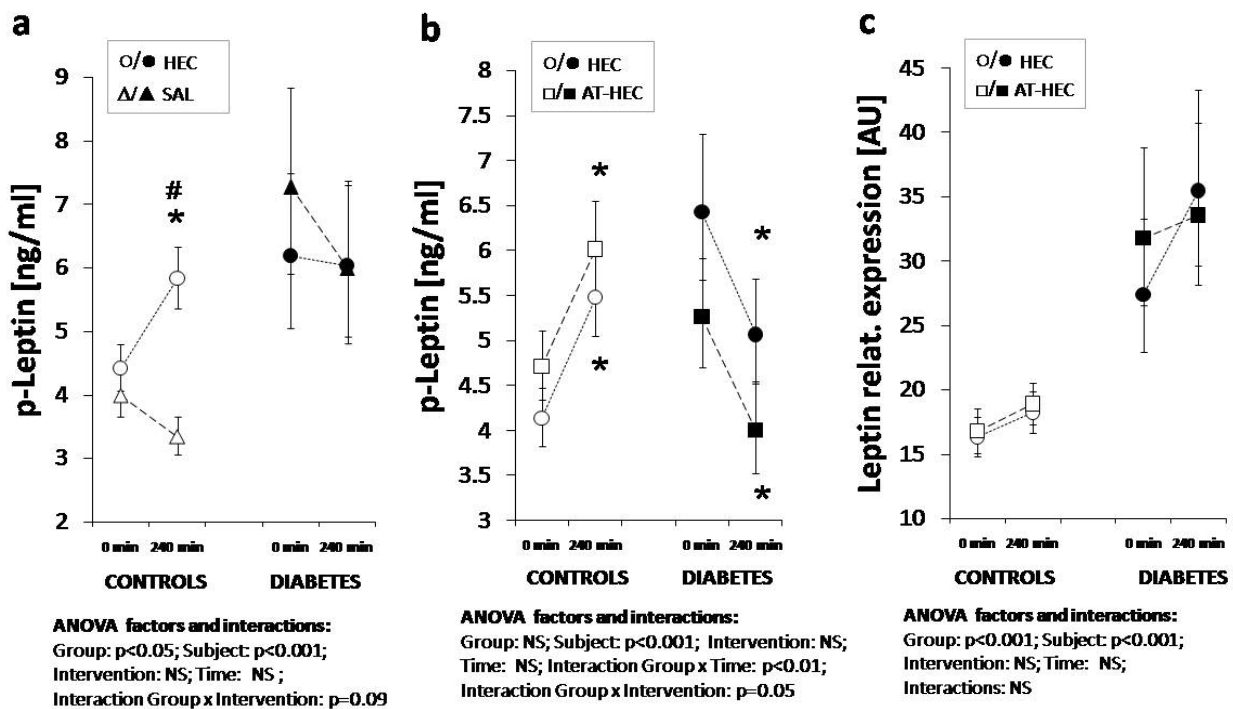 a
○/● HEC
△/▲ SAL
p-Leptin [ng/ml]
9
8
7
6
5
4
3
2
#
*
0 min 240 min 0 min 240 min
CONTROLS DIABETES
ANOVA factors and interactions:
Group: p<0.05; Subject: p<0.001;
Intervention: NS; Time: NS ;
Interaction Group x Intervention: p=0.09
b
○/● HEC
□/■ AT-HEC
p-Leptin [ng/ml]
8
7.5
7
6.5
6
5.5
5
4.5
4
3.5
3
*
*
*
*
0 min 240 min 0 min 240 min
CONTROLS DIABETES
ANOVA factors and interactions:
Group: NS; Subject: p<0.001; Intervention: NS;
Time: NS; Interaction Group x Time: p<0.01;
Interaction Group x Intervention: p=0.05
c
○/● HEC
□/■ AT-HEC
Leptin relat. expression [AU]
45
40
35
30
25
20
15
10
0 min 240 min 0 min 240 min
CONTROLS DIABETES
ANOVA factors and interactions:
Group: p<0.001; Subject: p<0.001;
Intervention: NS; Time: NS;
Interactions: NS